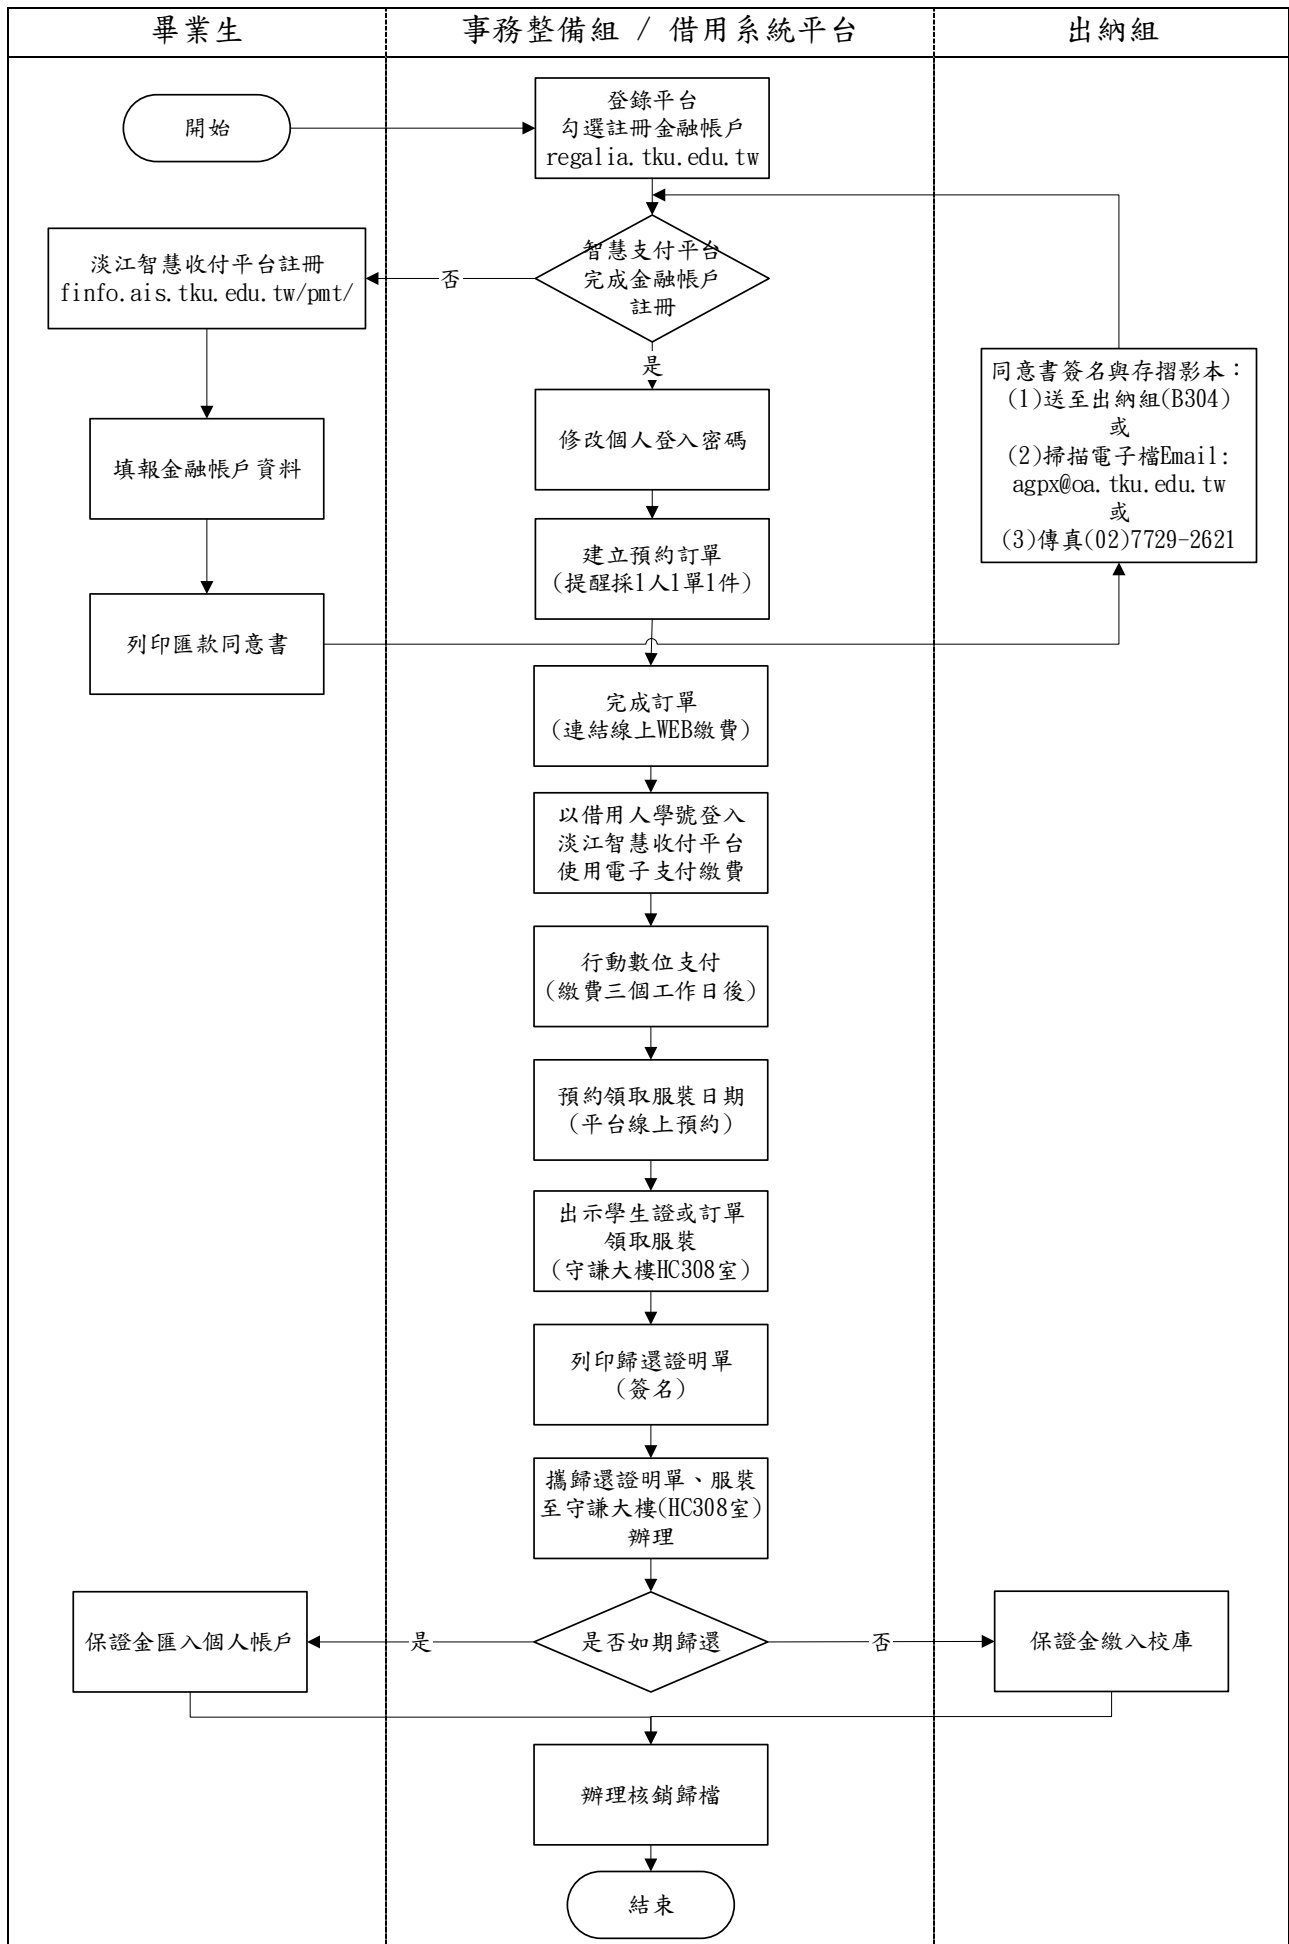 畢業生
事務整備組 / 借用系統平台
出納組
開始
登錄平台
勾選註冊金融帳戶
regalia.tku.edu.tw
智慧支付平台
完成金融帳戶
註冊
否
淡江智慧收付平台註冊
finfo.ais.tku.edu.tw/pmt/
填報金融帳戶資料
列印匯款同意書
同意書簽名與存摺影本：
(1)送至出納組(B304)
或
(2)掃描電子檔Email:
agpx@oa.tku.edu.tw
或
(3)傳真(02)7729-2621
是
修改個人登入密碼
建立預約訂單
(提醒採1人1單1件)
完成訂單
(連結線上WEB繳費)
以借用人學號登入
淡江智慧收付平台
使用電子支付繳費
行動數位支付
(繳費三個工作日後)
預約領取服裝日期
(平台線上預約)
出示學生證或訂單
領取服裝
(守謙大樓HC308室)
列印歸還證明單
(簽名)
攜歸還證明單、服裝
至守謙大樓(HC308室)
辦理
是否如期歸還
是
保證金匯入個人帳戶
否
保證金繳入校庫
辦理核銷歸檔
結束